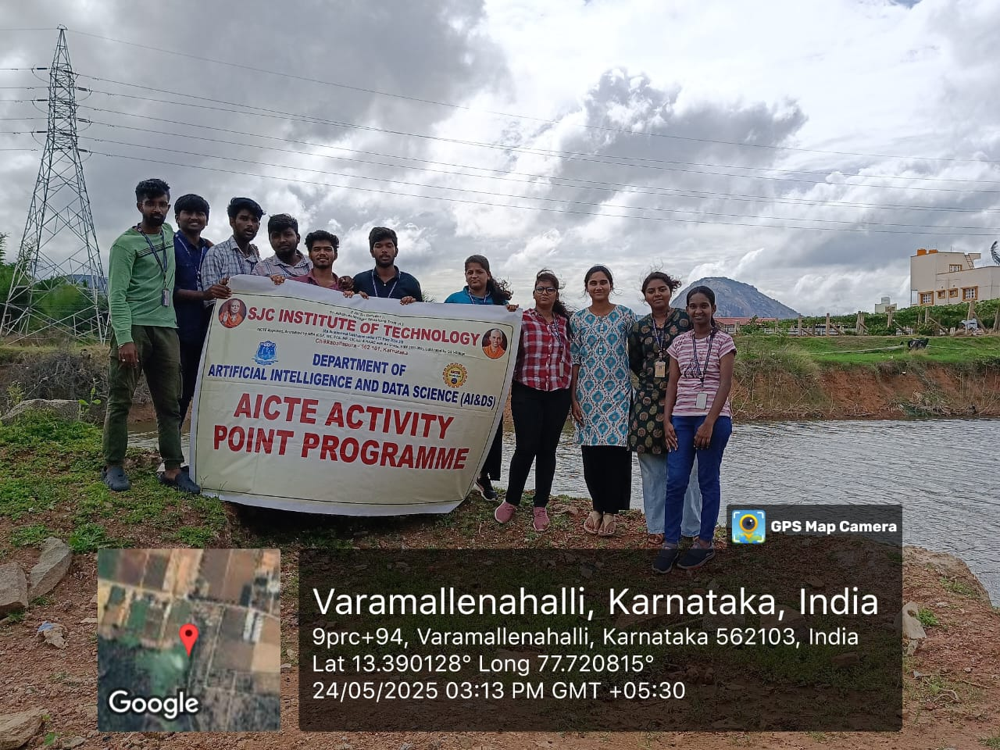 SJC INSTITUTE OF TECHNOLOGY
Chikkaballapura - 562 101, Karnataka
DEPARTMENT OF
ARTIFICIAL INTELLIGENCE AND DATA SCIENCE (AI&DS)
AICTE ACTIVITY
POINT PROGRAMME
GPS Map Camera
Varamallenahalli, Karnataka, India
9prc+94, Varamallenahalli, Karnataka 562103, India
Lat 13.390128° Long 77.720815°
24/05/2025 03:13 PM GMT +05:30
Google